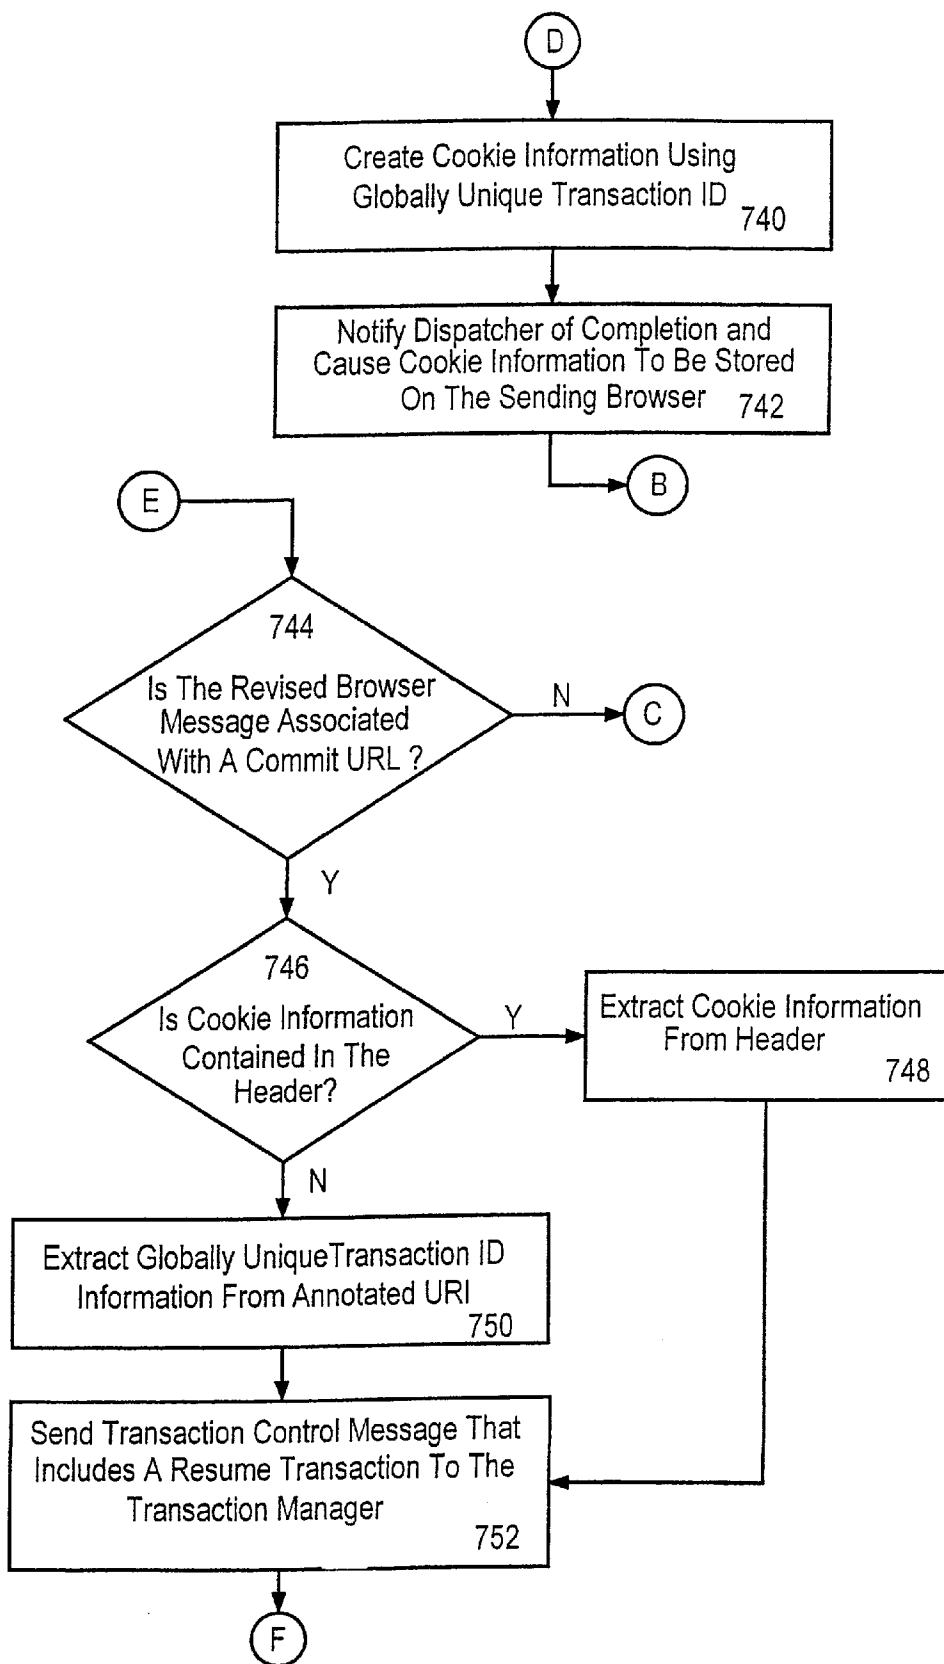 D
Create Cookie Information Using
Globally Unique Transaction ID
740
Notify Dispatcher of Completion and
Cause Cookie Information To Be Stored
On The Sending Browser 742
B
E
744
Is The Revised Browser
Message Associated
With A Commit URL ?
N
C
Y
746
Is Cookie Information
Contained In The
Header?
Y
Extract Cookie Information
From Header
748
N
Extract Globally UniqueTransaction ID
Information From Annotated URI
750
Send Transaction Control Message That
Includes A Resume Transaction To The
Transaction Manager
752
F